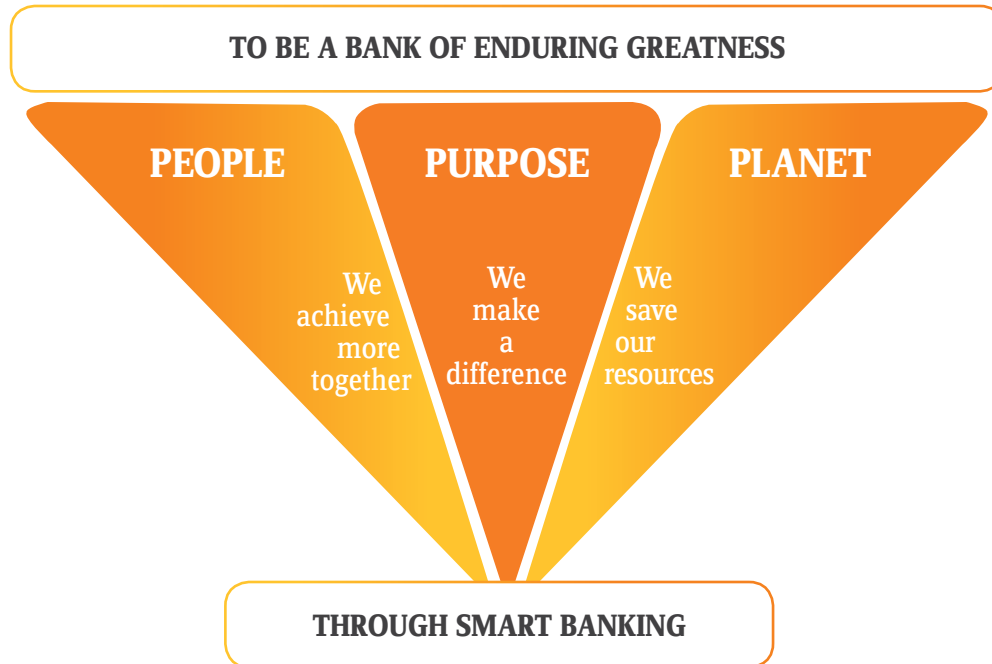 TO BE A BANK OF ENDURING GREATNESS
PEOPLE
We
achieve
more
together
PURPOSE
We
make
a
difference
PLANET
We
save
our
resources
THROUGH SMART BANKING